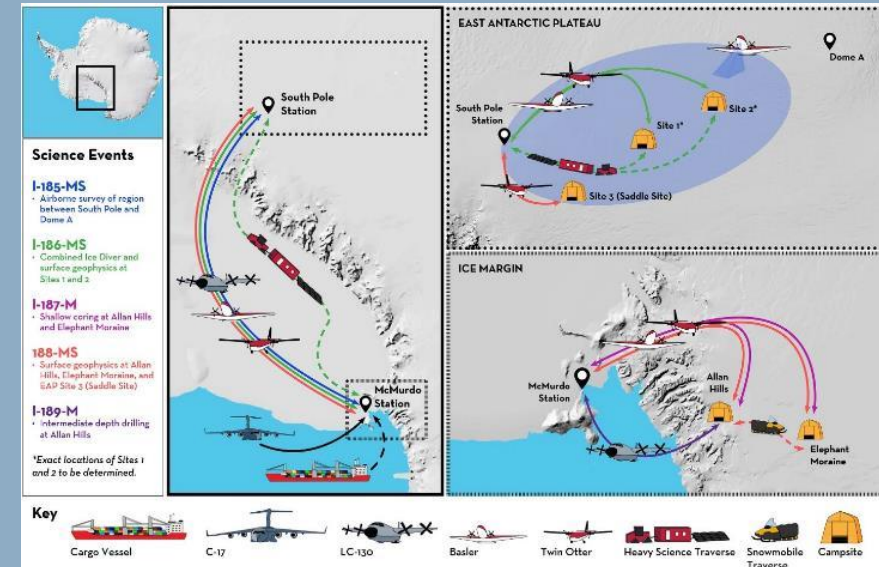 Science Events
I-185-MS
• Airborne survey of region
between South Pole and
Dome A
I-186-MS
• Combined Ice Diver and
surface geophysics at
Sites 1 and 2
I-187-M
• Shallow coring at Allan Hills
and Elephant Moraine
188-MS
• Surface geophysics at Allan
Hills, Elephant Moraine, and
EAP Site 3 (Saddle Site)
I-189-M
• Intermediate depth drilling
at Allan Hills
*Exact locations of Sites 1
and 2 to be determined.
South Pole
Station
McMurdo
Station
EAST ANTARCTIC PLATEAU
Dome A
South Pole
Station
Site 1*
Site 2*
Site 3 (Saddle Site)
ICE MARGIN
McMurdo
Station
Allan
Hills
Elephant
Moraine
Key
Cargo Vessel
C-17
LC-130
Basler
Twin Otter
Heavy Science Traverse
Snowmobile
Traverse
Campsite